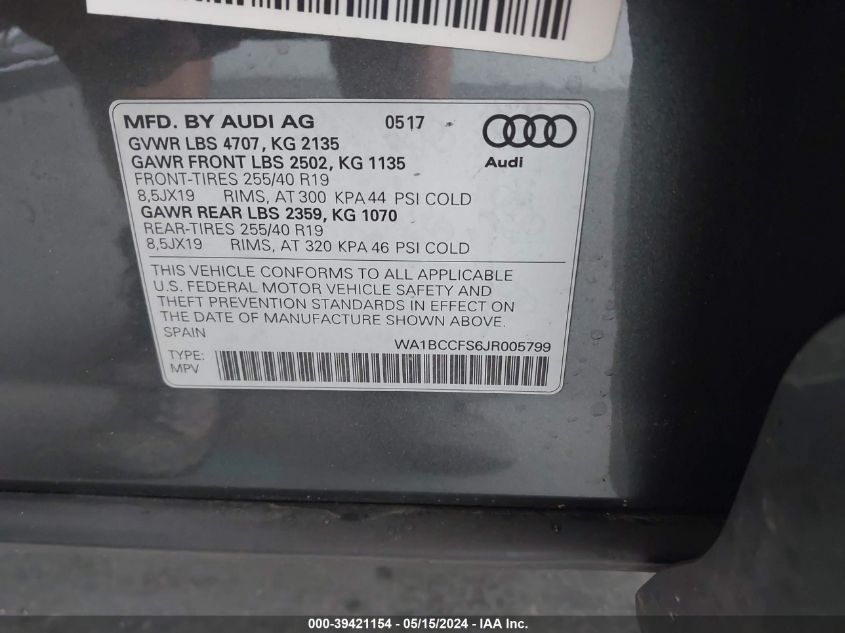 MFD. BY AUDI AG 0517
GVWR LBS 4707, KG 2135
GAWR FRONT LBS 2502, KG 1135
Audi
FRONT-TIRES 255/40 R19
8,5JX19 RIMS, AT 300 KPA 44 PSI COLD
GAWR REAR LBS 2359, KG 1070
REAR-TIRES 255/40 R19
8,5JX19 RIMS, AT 320 KPA 46 PSI COLD
THIS VEHICLE CONFORMS TO ALL APPLICABLE
U.S. FEDERAL MOTOR VEHICLE SAFETY AND
THEFT PREVENTION STANDARDS IN EFFECT ON
THE DATE OF MANUFACTURE SHOWN ABOVE.
SPAIN
WA1BCCFS6JR005799
TYPE:
MPV
000-39421154 - 05/15/2024 - IAA Inc.